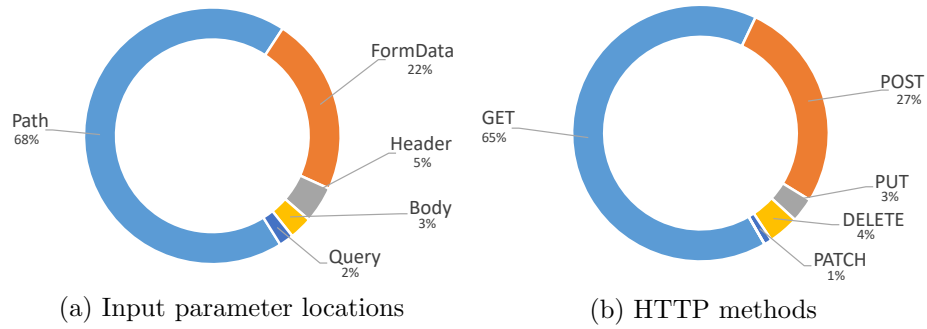 FormData
22%
Path
68%
Header
5%
Body
3%
Query
2%
(a) Input parameter locations
GET
65%
POST
27%
PUT
3%
DELETE
4%
PATCH
1%
(b) HTTP methods